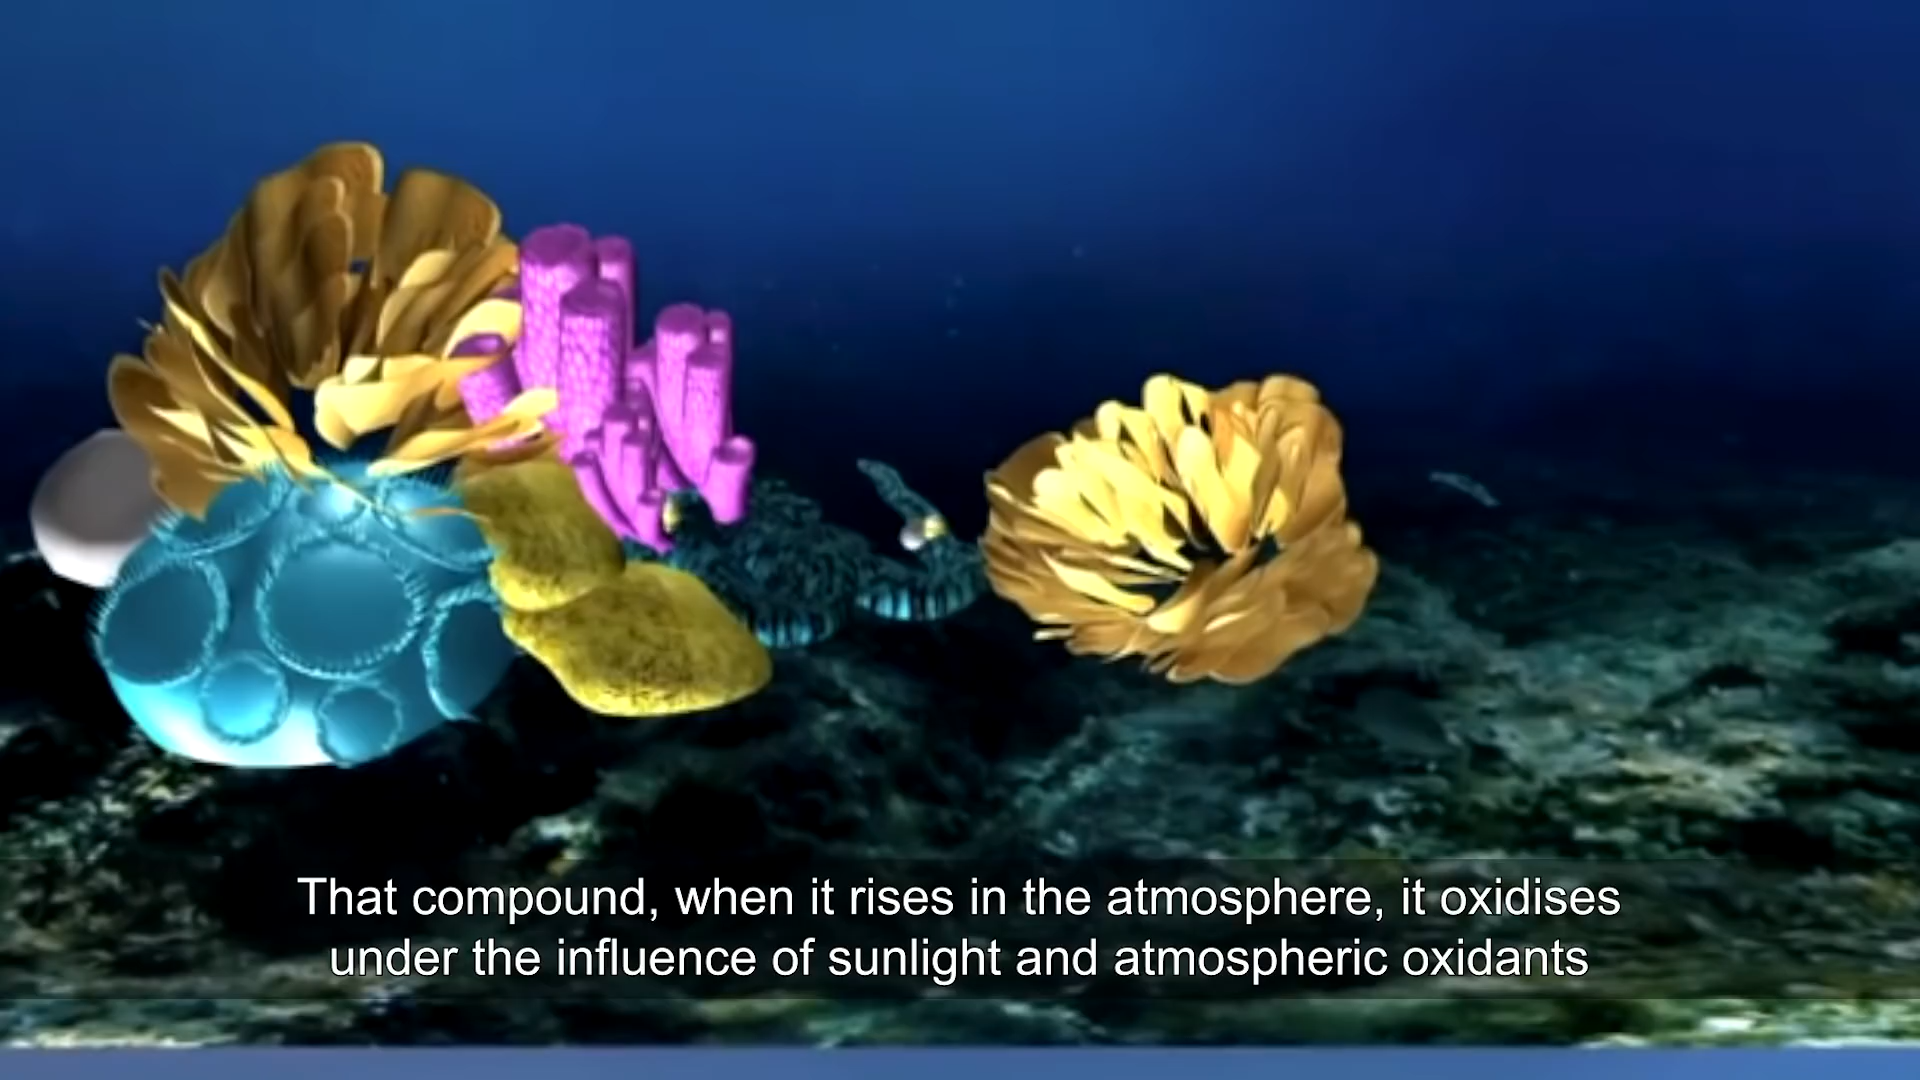 That compound, when it rises in the atmosphere, it oxidises
under the influence of sunlight and atmospheric oxidants